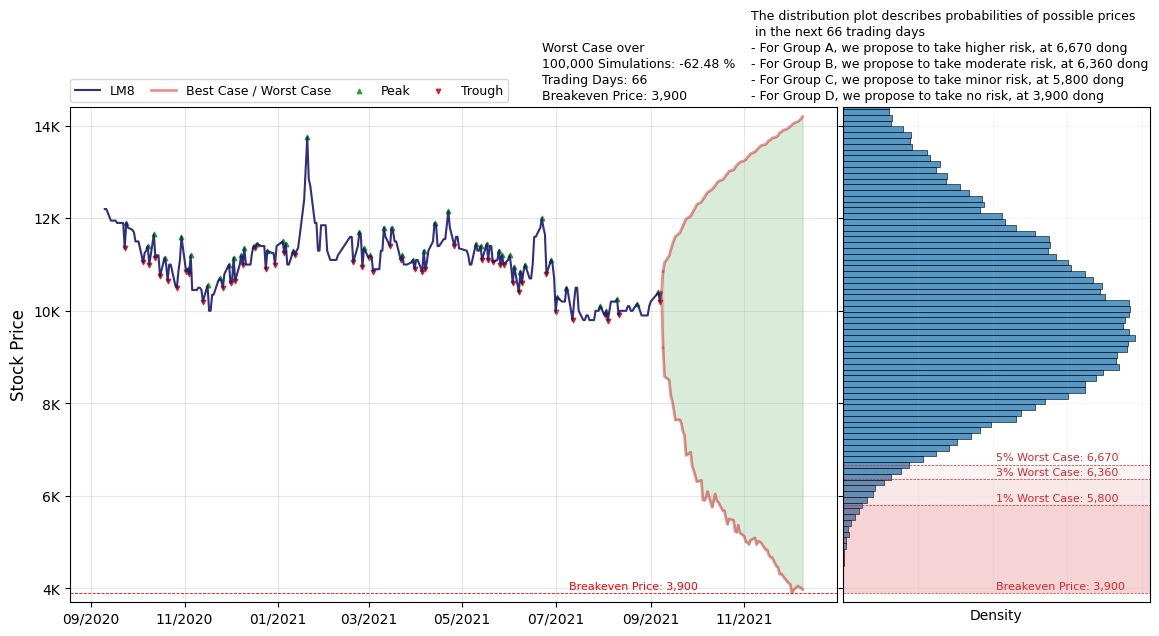 The distribution plot describes probabilities of possible prices
in the next 66 trading days
- For Group A, we propose to take higher risk, at 6,670 dong
- For Group B, we propose to take moderate risk, at 6,360 dong
- For Group C, we propose to take minor risk, at 5,800 dong
- For Group D, we propose to take no risk, at 3,900 dong
Worst Case over
100,000 Simulations: -62.48 %
Trading Days: 66
Breakeven Price: 3,900
LM8
Best Case / Worst Case
Peak
Trough
Stock Price
14K
12K
10K
8K
6K
4K
Breakeven Price: 3,900
09/2020
11/2020
01/2021
03/2021
05/2021
07/2021
09/2021
11/2021
5% Worst Case: 6,670
3% Worst Case: 6,360
1% Worst Case: 5,800
Breakeven Price: 3,900
Density